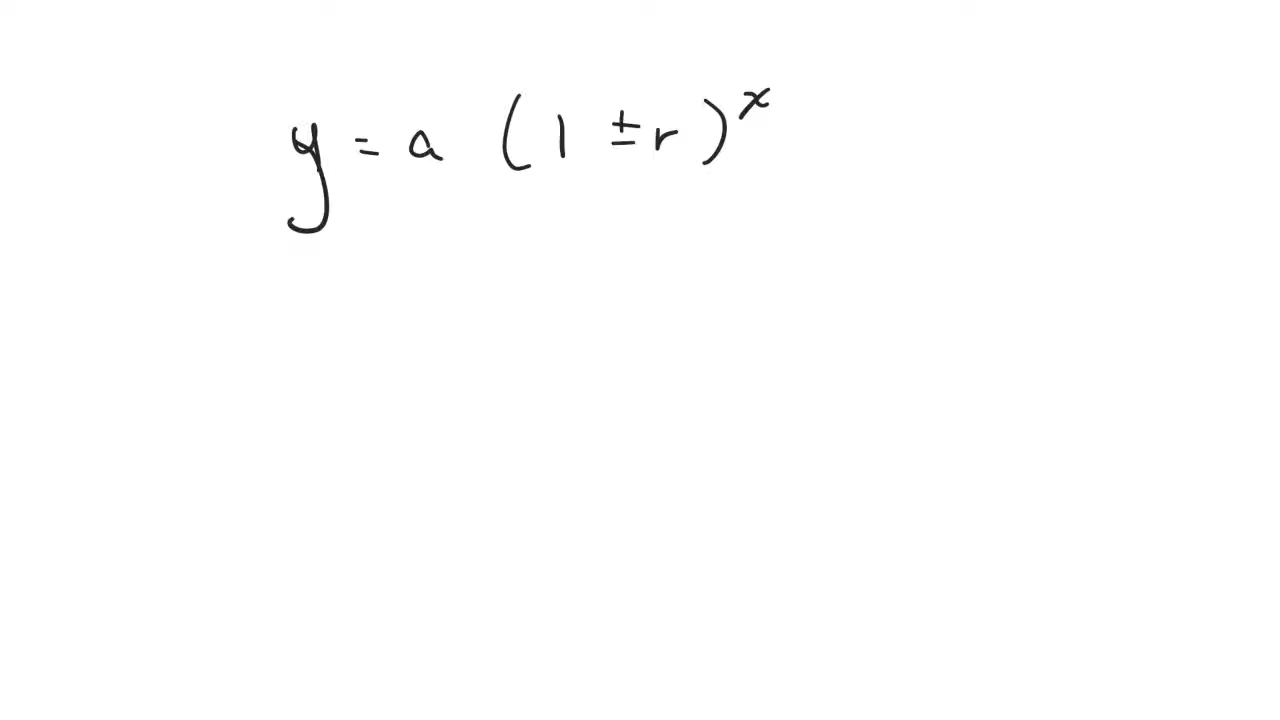 y = a (1 ± r)^x